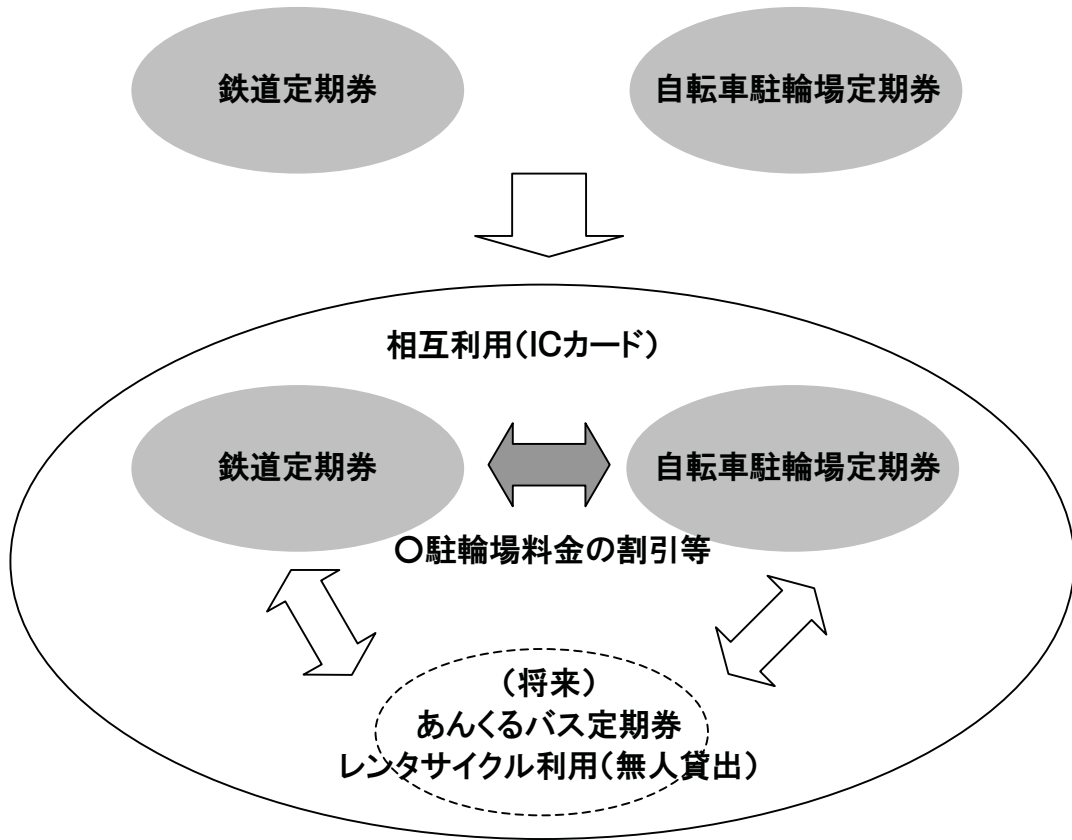 鉄道定期券
自転車駐輪場定期券
相互利用(ICカード)
鉄道定期券
自転車駐輪場定期券
○駐輪場料金の割引等
(将来)
あんくるバス定期券
レンタサイクル利用(無人貸出)